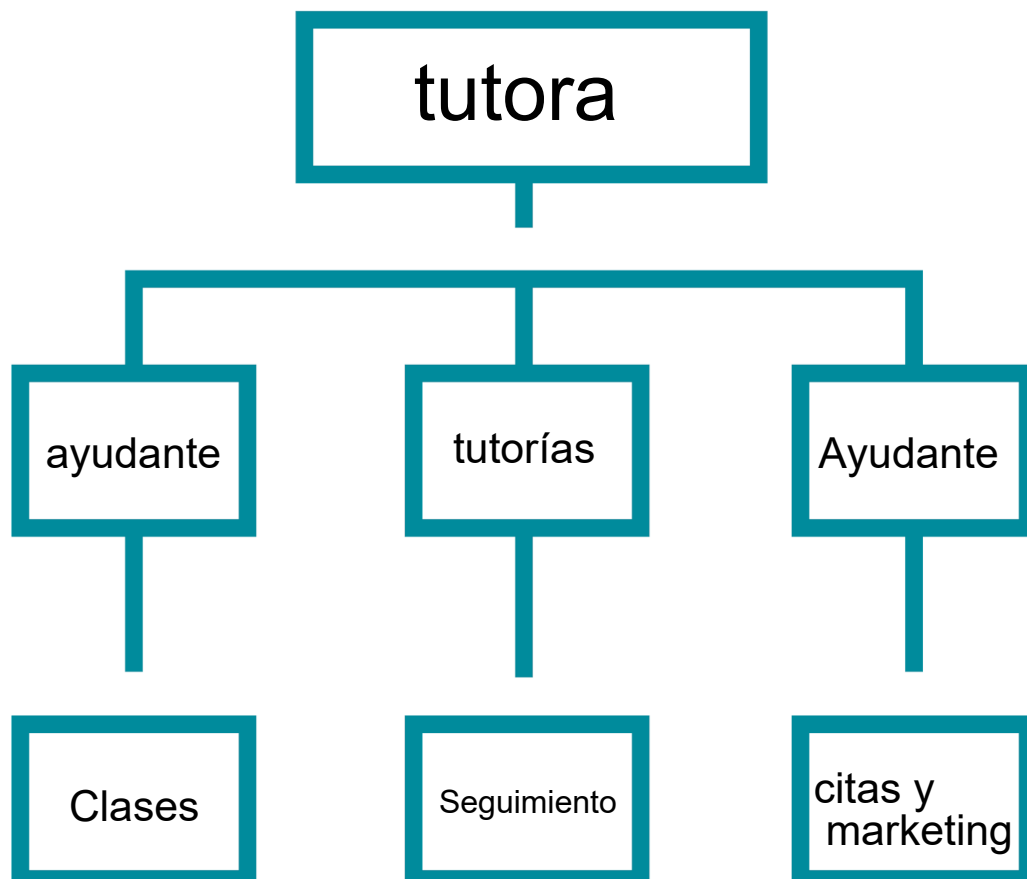 tutora
ayudante
tutorías
Ayudante
Clases
Seguimiento
citas y
marketing